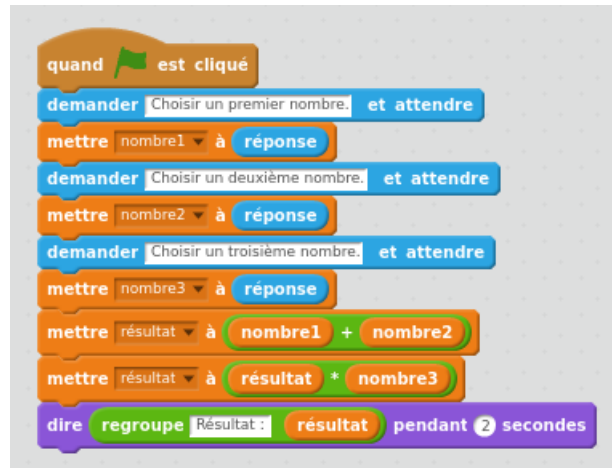 quand est cliqué
demander Choisir un premier nombre. et attendre
mettre nombre1 à réponse
demander Choisir un deuxième nombre. et attendre
mettre nombre2 à réponse
demander Choisir un troisième nombre. et attendre
mettre nombre3 à réponse
mettre résultat à nombre1 + nombre2
mettre résultat à résultat * nombre3
dire regroupe Résultat : résultat pendant 2 secondes